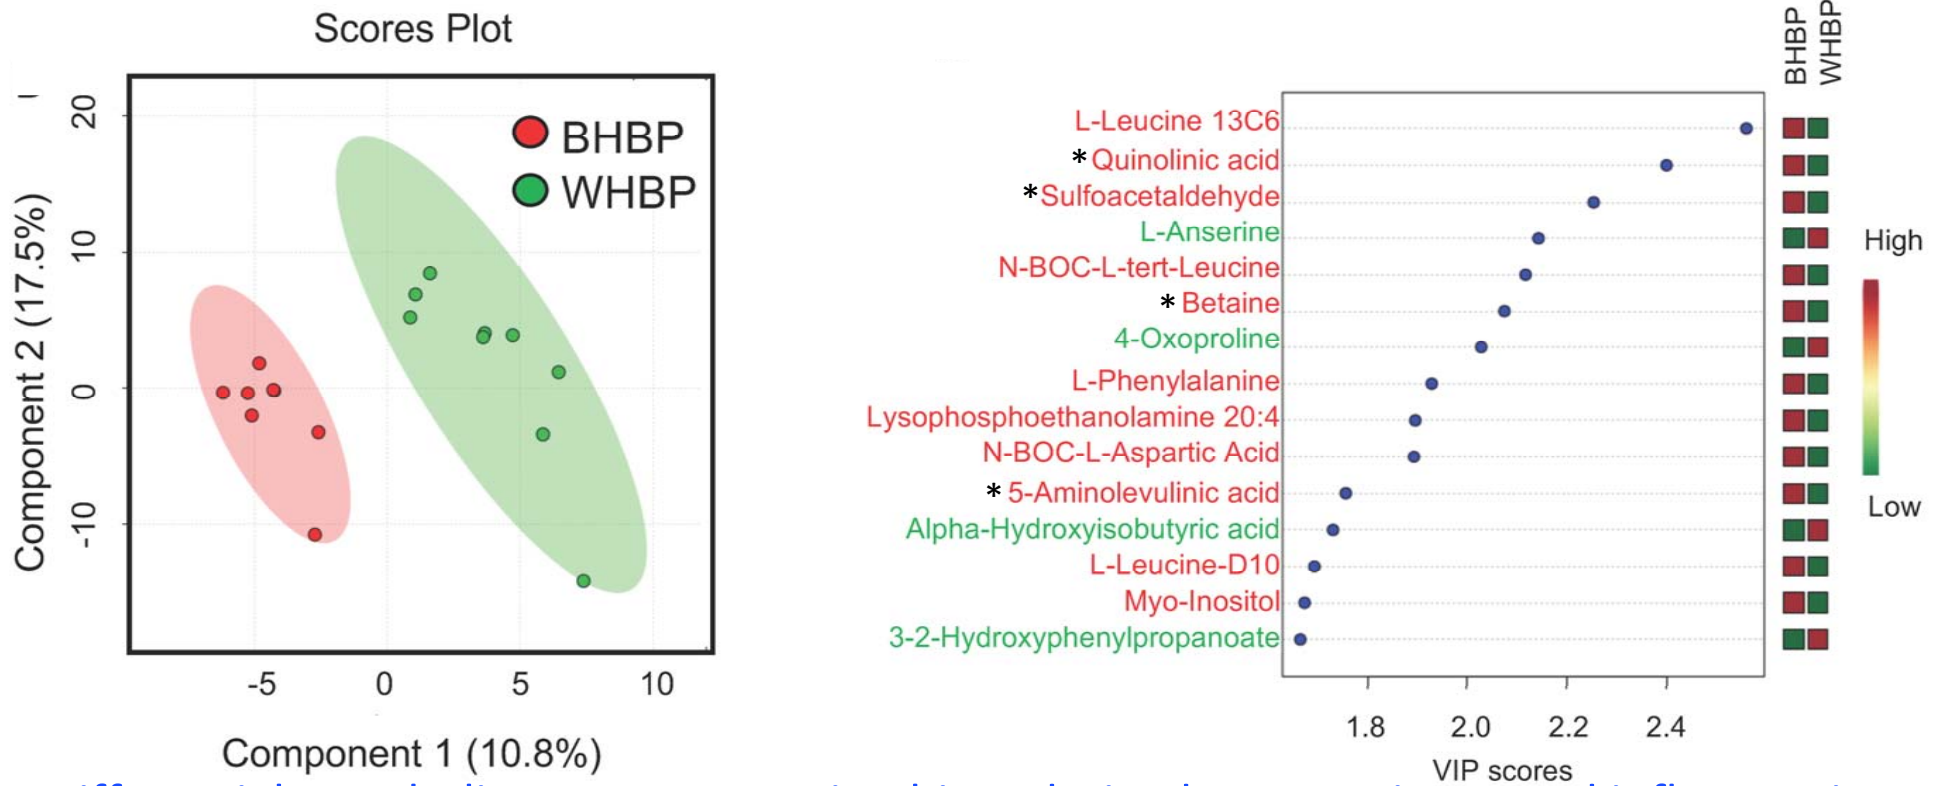 Scores Plot
BHBP
WHBP
20
10
0
-10
Component 2 (17.5%)
-5 0 5 10
Component 1 (10.8%)
BHBP
WHBP
L-Leucine 13C6
*Quinolinic acid
*Sulfoacetaldehyde
L-Anserine
N-BOC-L-tert-Leucine
* Betaine
4-Oxoproline
L-Phenylalanine
Lysophosphoethanolamine 20:4
N-BOC-L-Aspartic Acid
* 5-Aminolevulinic acid
Alpha-Hydroxyisobutyric acid
L-Leucine-D10
Myo-Inositol
3-2-Hydroxyphenylpropanoate
1.8 2.0 2.2 2.4
VIP scores
High
Low